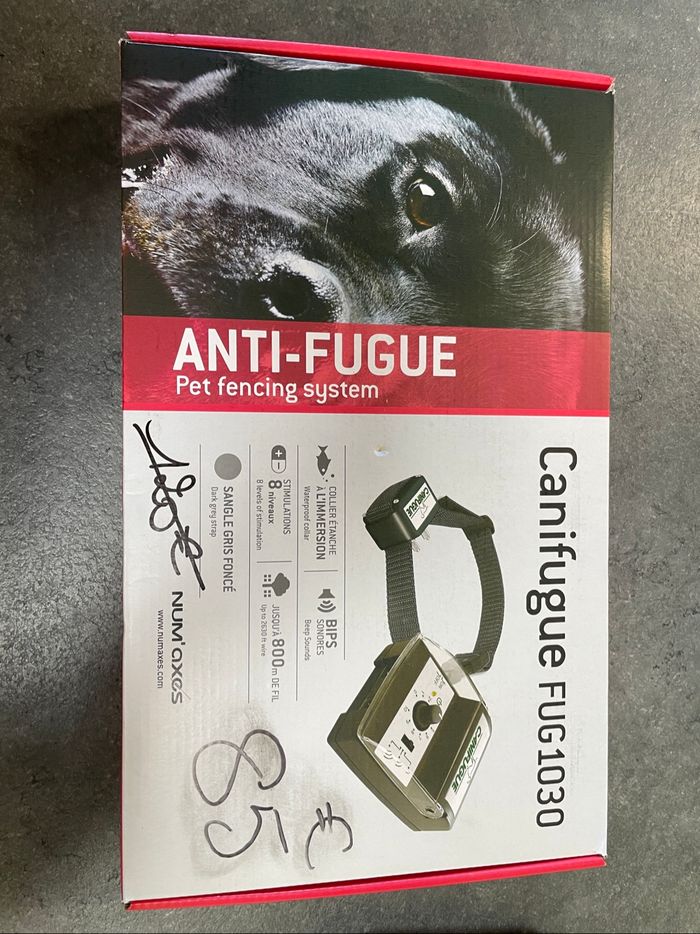 ANTI-FUGUE
Pet fencing system
Canifugue FUG1030
COLLIER ÉTANCHE
À L'IMMERSION
Waterproof collar
BIPS
SONORES
Beep Sounds
STIMULATIONS
8 niveaux
8 levels of stimulation
JUSQU'À 800m DE FIL
Up to 2630 ft wire
SANGLE GRIS FONCÉ
Dark grey strap
NUM'axes
www.numaxes.com
CANIFUGUE
CANIFUGUE
85 €